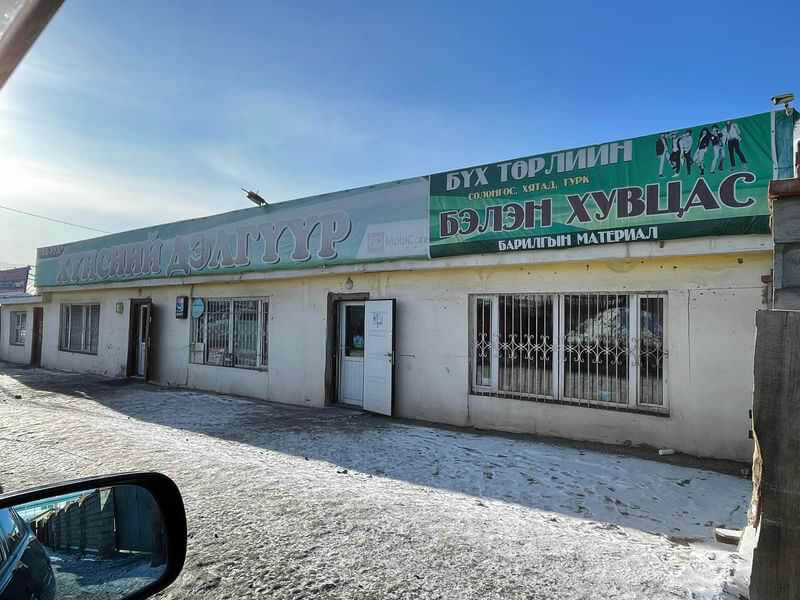 ХҮНСНИЙ ДЭЛГҮҮР
БҮХ ТӨРЛИЙН
СОЛОНГОС, ХЯТАД, ТУРК
БЭЛЭН ХУВЦАС
БАРИЛГЫН МАТЕРИАЛ